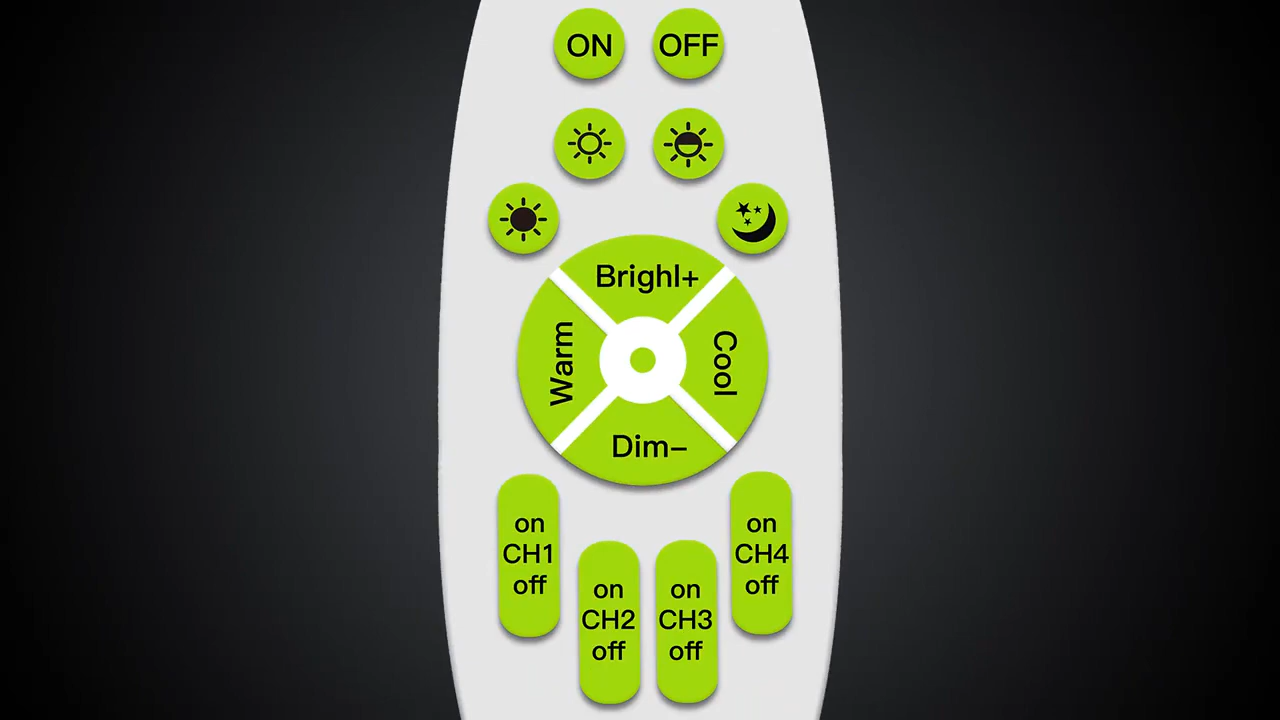 ON
OFF
Brighl+
Warm
Cool
Dim–
on
CH1
off
on
CH2
off
on
CH3
off
on
CH4
off